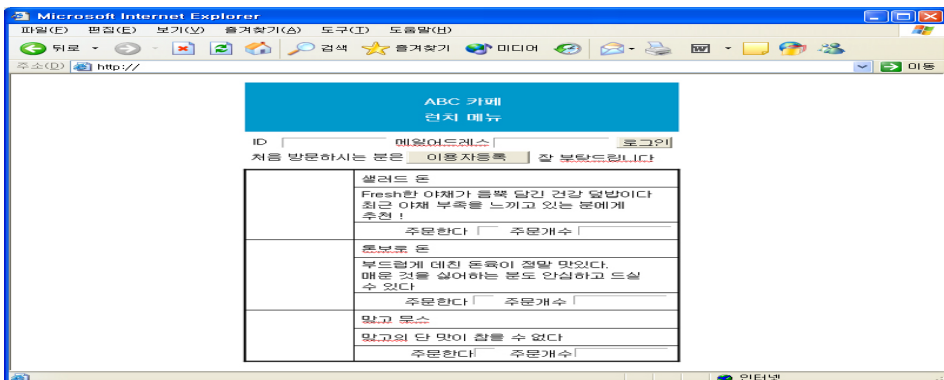 Microsoft Internet Explorer
파일(F) 편집(E) 보기(V) 즐겨찾기(A) 도구(T) 도움말(H)
뒤로 검색 즐겨찾기 미디어
주소(D) http:// 이동
ABC 카페
런치 메뉴
ID 메일어드레스 로그인
처음 방문하시는 분은 이용자등록 잘 부탁드립니다
샐러드 돈
Fresh한 야채가 듬뿍 담긴 건강 덮밥이다
최근 야채 부족을 느끼고 있는 분에게
추천 !
주문한다 주문개수
톤보로 돈
부드럽게 데친 돈육이 정말 맛있다.
매운 것을 싫어하는 분도 안심하고 드실
수 있다
주문한다 주문개수
맜고 무스
맜고의 단 맛이 참을 수 없다
주문한다 주문개수
인터넷